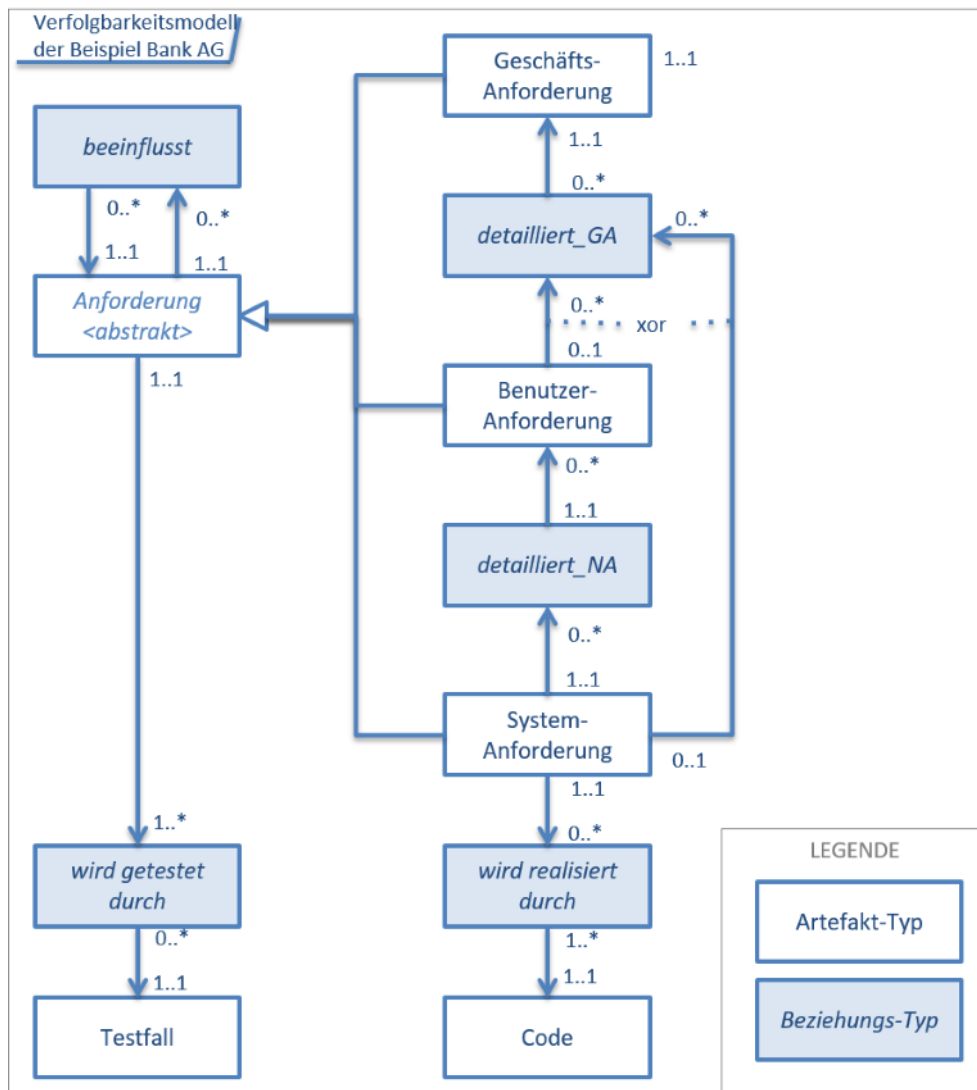 Verfolgbarkeitsmodell
der Beispiel Bank AG
Geschäfts-
Anforderung
1..1
1..1
0..*
beeinflusst
0..*
0..*
1..1
1..1
detailliert_GA
0..*
Anforderung
<abstrakt>
1..1
0..*
xor
0..1
Benutzer-
Anforderung
0..*
1..1
detailliert_NA
0..*
1..1
System-
Anforderung
0..1
1..1
0..*
1..*
wird getestet
durch
0..*
1..1
Testfall
wird realisiert
durch
1..*
1..1
Code
LEGENDE
Artefakt-Typ
Beziehungs-Typ